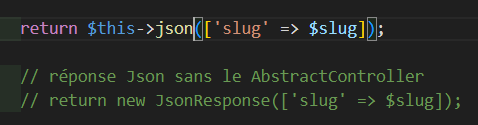 return $this->json(['slug' => $slug]);
// réponse Json sans le AbstractController
// return new JsonResponse(['slug' => $slug]);